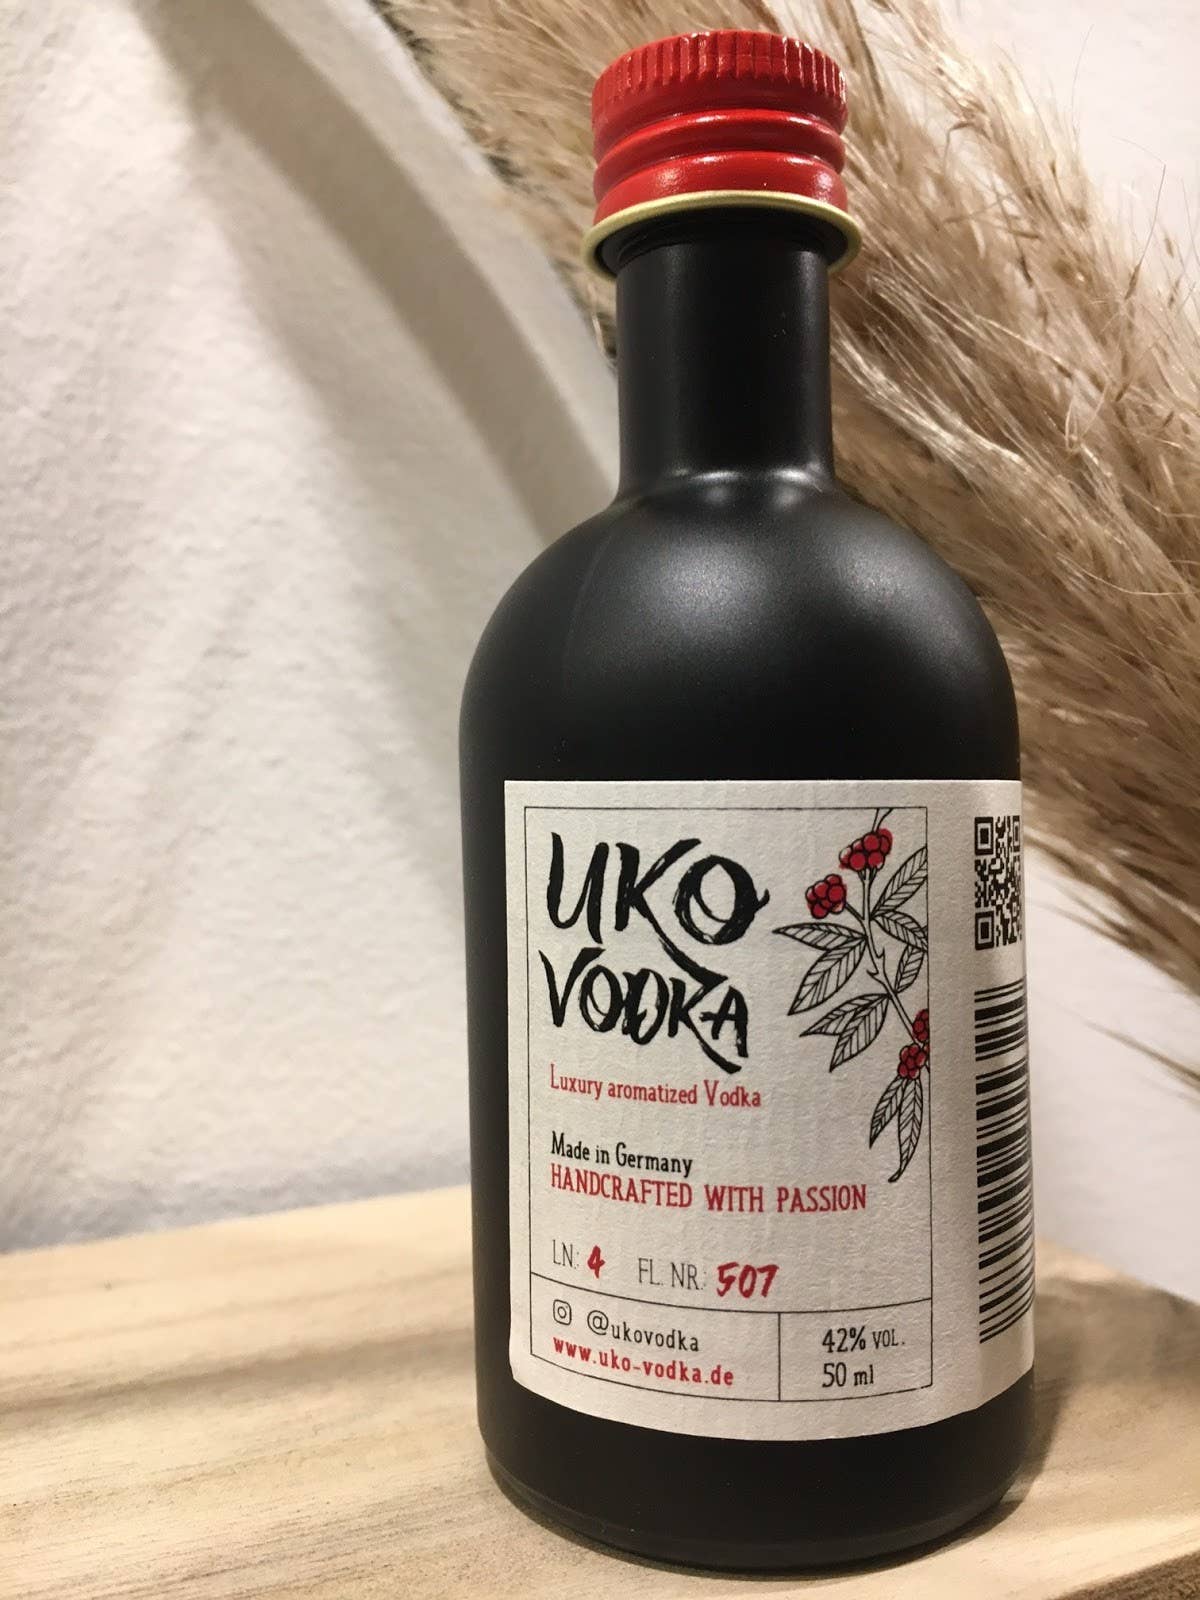 UKO
VODKA
Luxury aromatized Vodka
Made in Germany
HANDCRAFTED WITH PASSION
LN.: 4 FL. NR.: 507
@ukovodka
www.uko-vodka.de
42% VOL.
50 ml